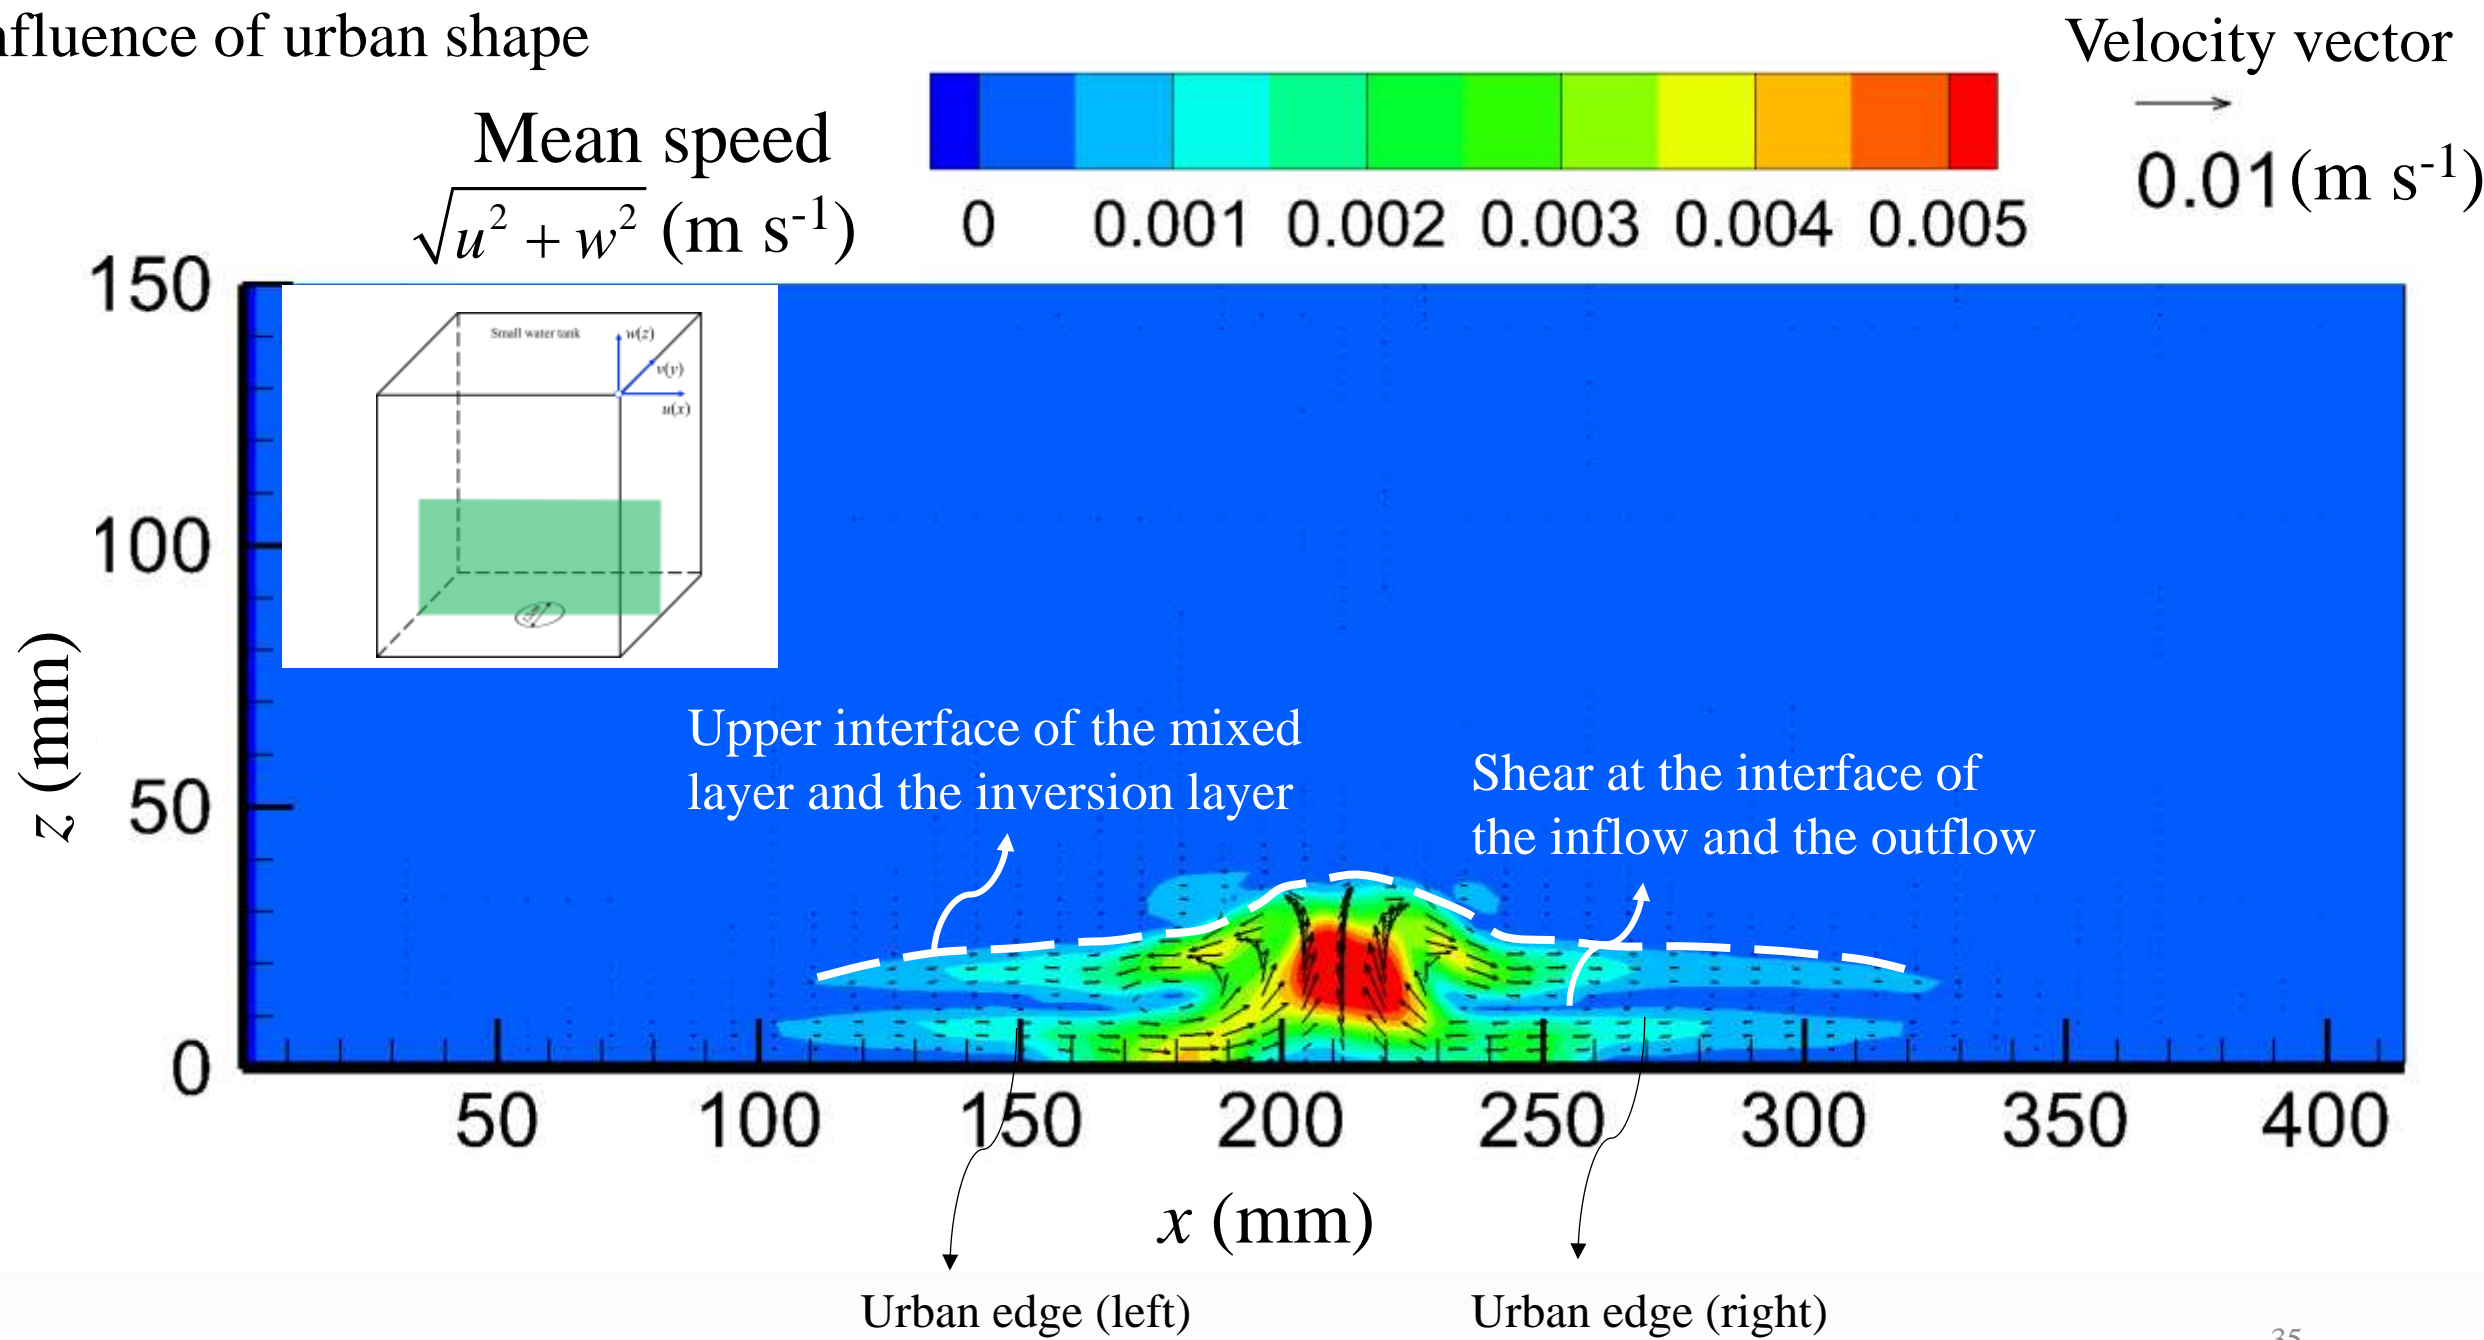 nfluence of urban shape
Velocity vector
0.01(m s⁻¹)
Mean speed
√u² + w² (m s⁻¹)
0 0.001 0.002 0.003 0.004 0.005
150
100
50
0
z (mm)
Small water tank
w(z)
v(y)
u(x)
Upper interface of the mixed
layer and the inversion layer
Shear at the interface of
the inflow and the outflow
50 100 150 200 250 300 350 400
x (mm)
Urban edge (left)
Urban edge (right)
35